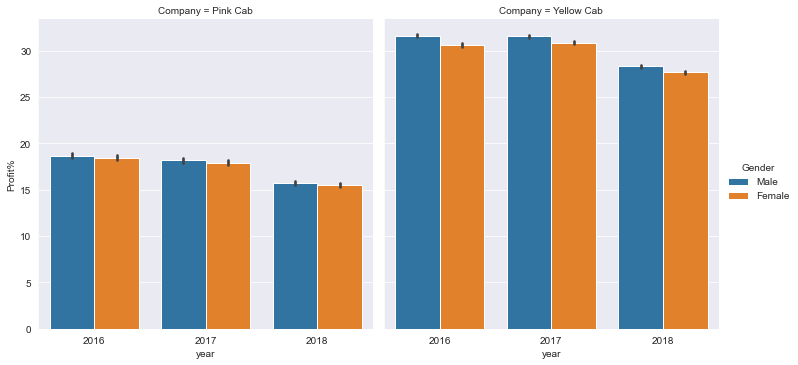 Company = Pink Cab
Company = Yellow Cab
Profit%
30
25
20
15
10
5
0
2016
2017
2018
year
2016
2017
2018
year
Gender
Male
Female